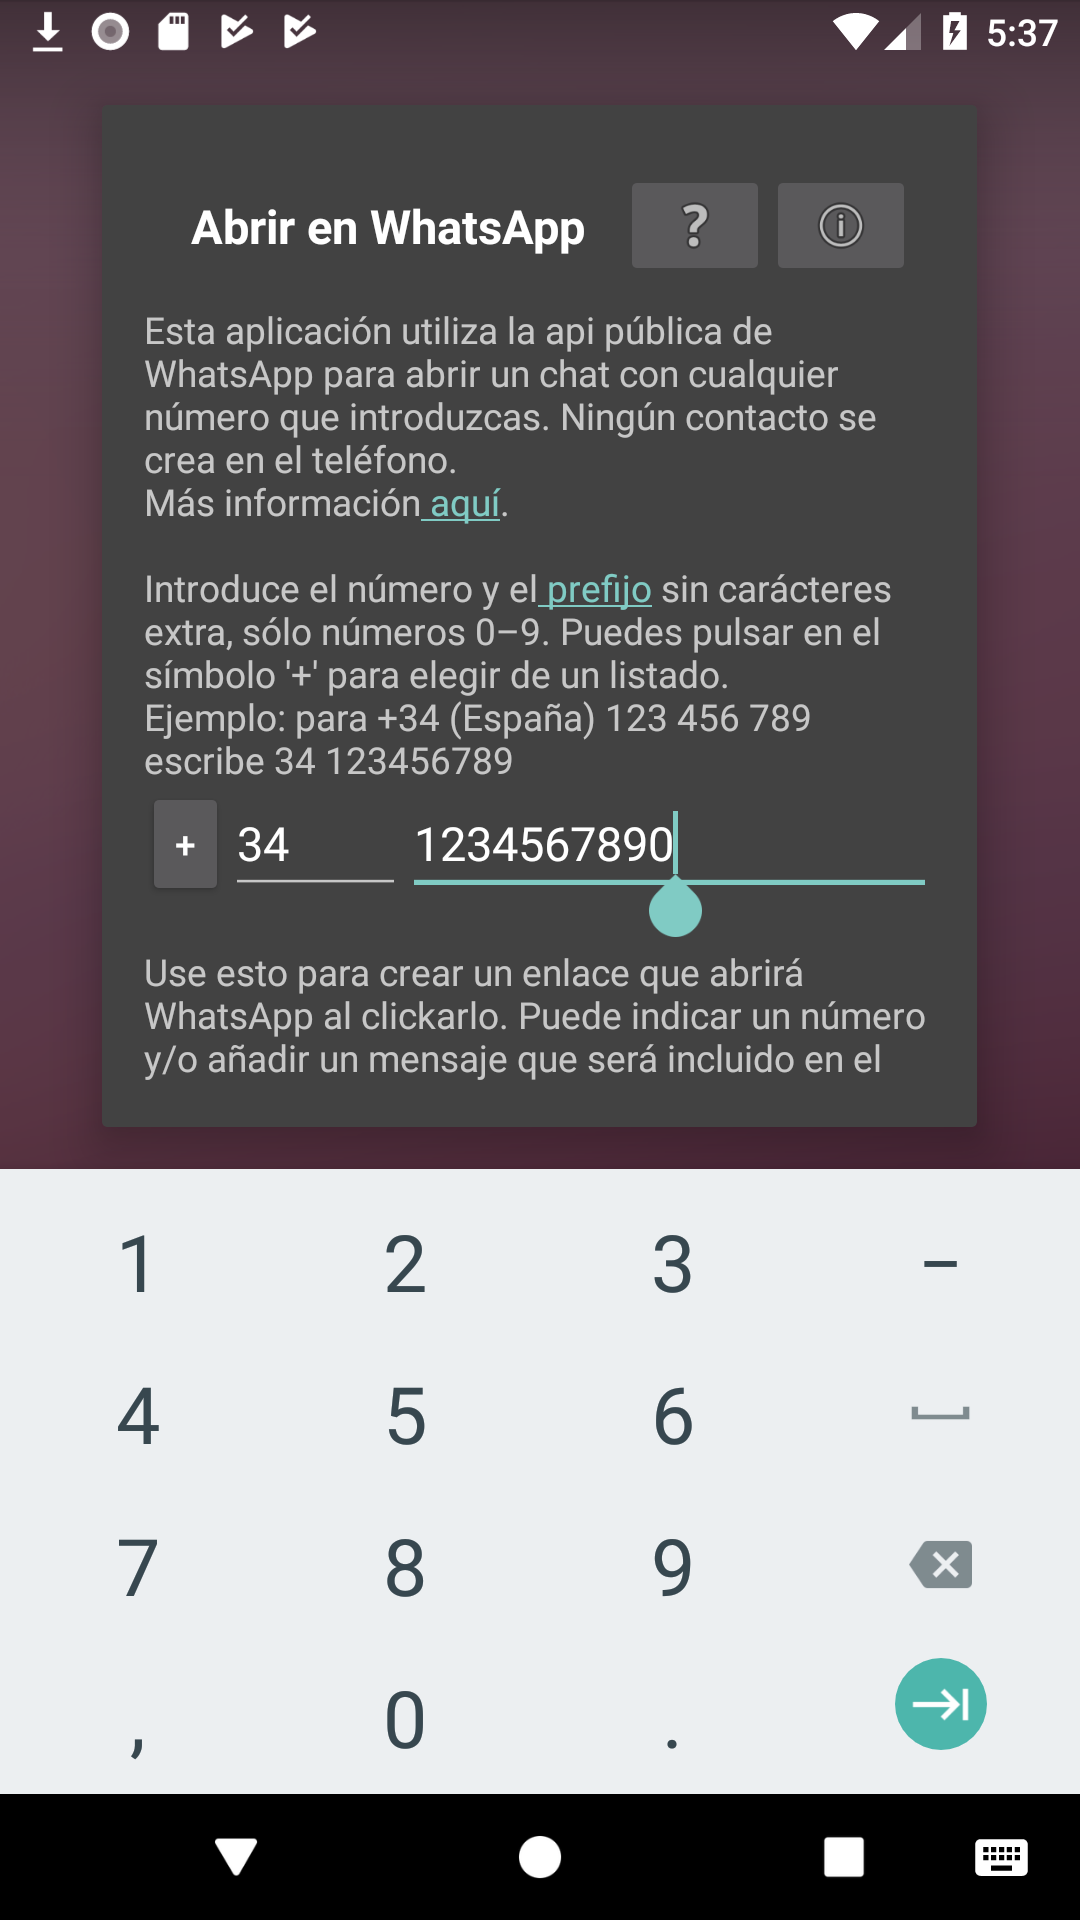 5:37
Abrir en WhatsApp
?
i
Esta aplicación utiliza la api pública de
WhatsApp para abrir un chat con cualquier
número que introduzcas. Ningún contacto se
crea en el teléfono.
Más información aquí.
Introduce el número y el prefijo sin carácteres
extra, sólo números 0–9. Puedes pulsar en el
símbolo '+' para elegir de un listado.
Ejemplo: para +34 (España) 123 456 789
escribe 34 123456789
+ 34 1234567890
Use esto para crear un enlace que abrirá
WhatsApp al clickarlo. Puede indicar un número
y/o añadir un mensaje que será incluido en el
1 2 3 –
4 5 6
7 8 9
, 0 .